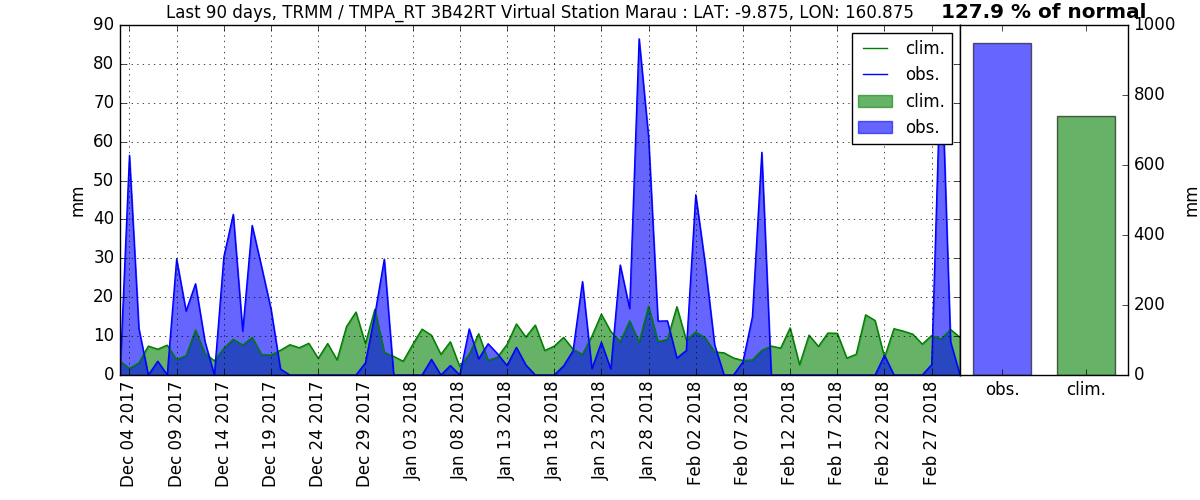 Last 90 days, TRMM / TMPA_RT 3B42RT Virtual Station Marau : LAT: -9.875, LON: 160.875
127.9 % of normal
90
80
70
60
50
40
30
20
10
0
mm
clim.
obs.
clim.
obs.
1000
800
600
400
200
0
mm
Dec 04 2017
Dec 09 2017
Dec 14 2017
Dec 19 2017
Dec 24 2017
Dec 29 2017
Jan 03 2018
Jan 08 2018
Jan 13 2018
Jan 18 2018
Jan 23 2018
Jan 28 2018
Feb 02 2018
Feb 07 2018
Feb 12 2018
Feb 17 2018
Feb 22 2018
Feb 27 2018
obs.
clim.